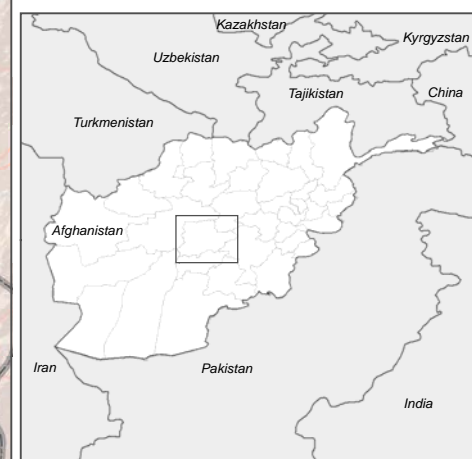 Kazakhstan
Kyrgyzstan
Uzbekistan
Tajikistan
China
Turkmenistan
Afghanistan
Iran
Pakistan
India